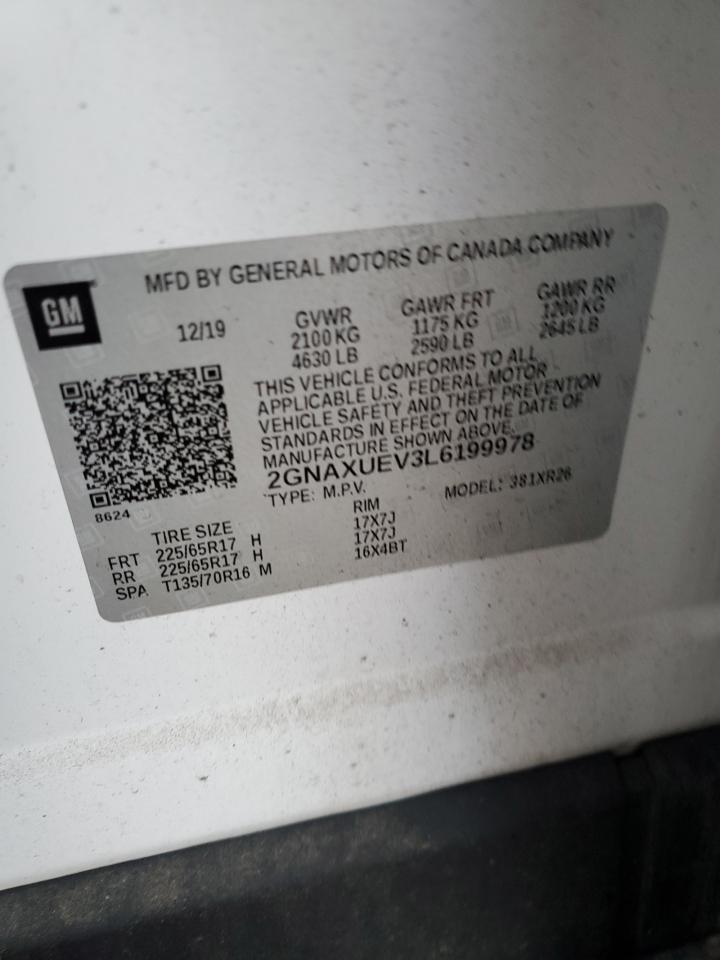 MFD BY GENERAL MOTORS OF CANADA COMPANY
GM
12/19
GVWR
2100 KG
4630 LB
GAWR FRT
1175 KG
2590 LB
GAWR RR
1200 KG
2645 LB
THIS VEHICLE CONFORMS TO ALL
APPLICABLE U.S. FEDERAL MOTOR
VEHICLE SAFETY AND THEFT PREVENTION
STANDARDS IN EFFECT ON THE DATE OF
MANUFACTURE SHOWN ABOVE.
2GNAXUEV3L6199978
TYPE: M.P.V. MODEL: 381XR26
8624
TIRE SIZE RIM
FRT 225/65R17 H 17X7J
RR 225/65R17 H 17X7J
SPA T135/70R16 M 16X4BT